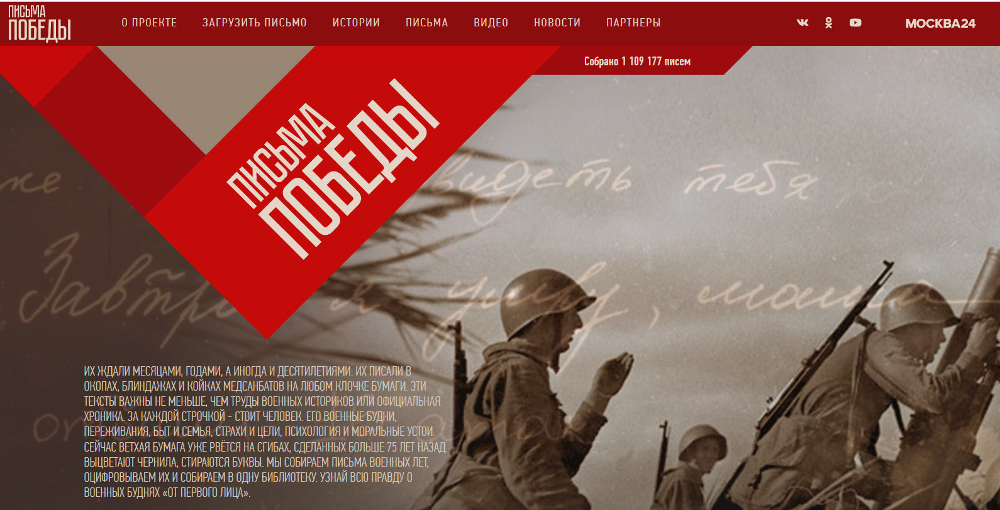 ПИСЬМА
ПОБЕДЫ
О ПРОЕКТЕ ЗАГРУЗИТЬ ПИСЬМО ИСТОРИИ ПИСЬМА ВИДЕО НОВОСТИ ПАРТНЕРЫ
МОСКВА24
Собрано 1 109 177 писем
ПИСЬМА
ПОБЕДЫ
же видеть тебя,
Завтра я увижу, мама
ИХ ЖДАЛИ МЕСЯЦАМИ, ГОДАМИ, А ИНОГДА И ДЕСЯТИЛЕТИЯМИ. ИХ ПИСАЛИ В
ОКОПАХ, БЛИНДАЖАХ И КОЙКАХ МЕДСАНБАТОВ НА ЛЮБОМ КЛОЧКЕ БУМАГИ. ЭТИ
ТЕКСТЫ ВАЖНЫ НЕ МЕНЬШЕ, ЧЕМ ТРУДЫ ВОЕННЫХ ИСТОРИКОВ ИЛИ ОФИЦИАЛЬНАЯ
ХРОНИКА. ЗА КАЖДОЙ СТРОЧКОЙ - СТОИТ ЧЕЛОВЕК. ЕГО ВОЕННЫЕ БУДНИ,
ПЕРЕЖИВАНИЯ, БЫТ И СЕМЬЯ, СТРАХИ И ЦЕЛИ, ПСИХОЛОГИЯ И МОРАЛЬНЫЕ УСТОИ.
СЕЙЧАС ВЕТХАЯ БУМАГА УЖЕ РВЁТСЯ НА СГИБАХ, СДЕЛАННЫХ БОЛЬШЕ 75 ЛЕТ НАЗАД.
ВЫЦВЕТАЮТ ЧЕРНИЛА, СТИРАЮТСЯ БУКВЫ. МЫ СОБИРАЕМ ПИСЬМА ВОЕННЫХ ЛЕТ,
ОЦИФРОВЫВАЕМ ИХ И СОБИРАЕМ В ОДНУ БИБЛИОТЕКУ. УЗНАЙ ВСЮ ПРАВДУ О
ВОЕННЫХ БУДНЯХ «ОТ ПЕРВОГО ЛИЦА».